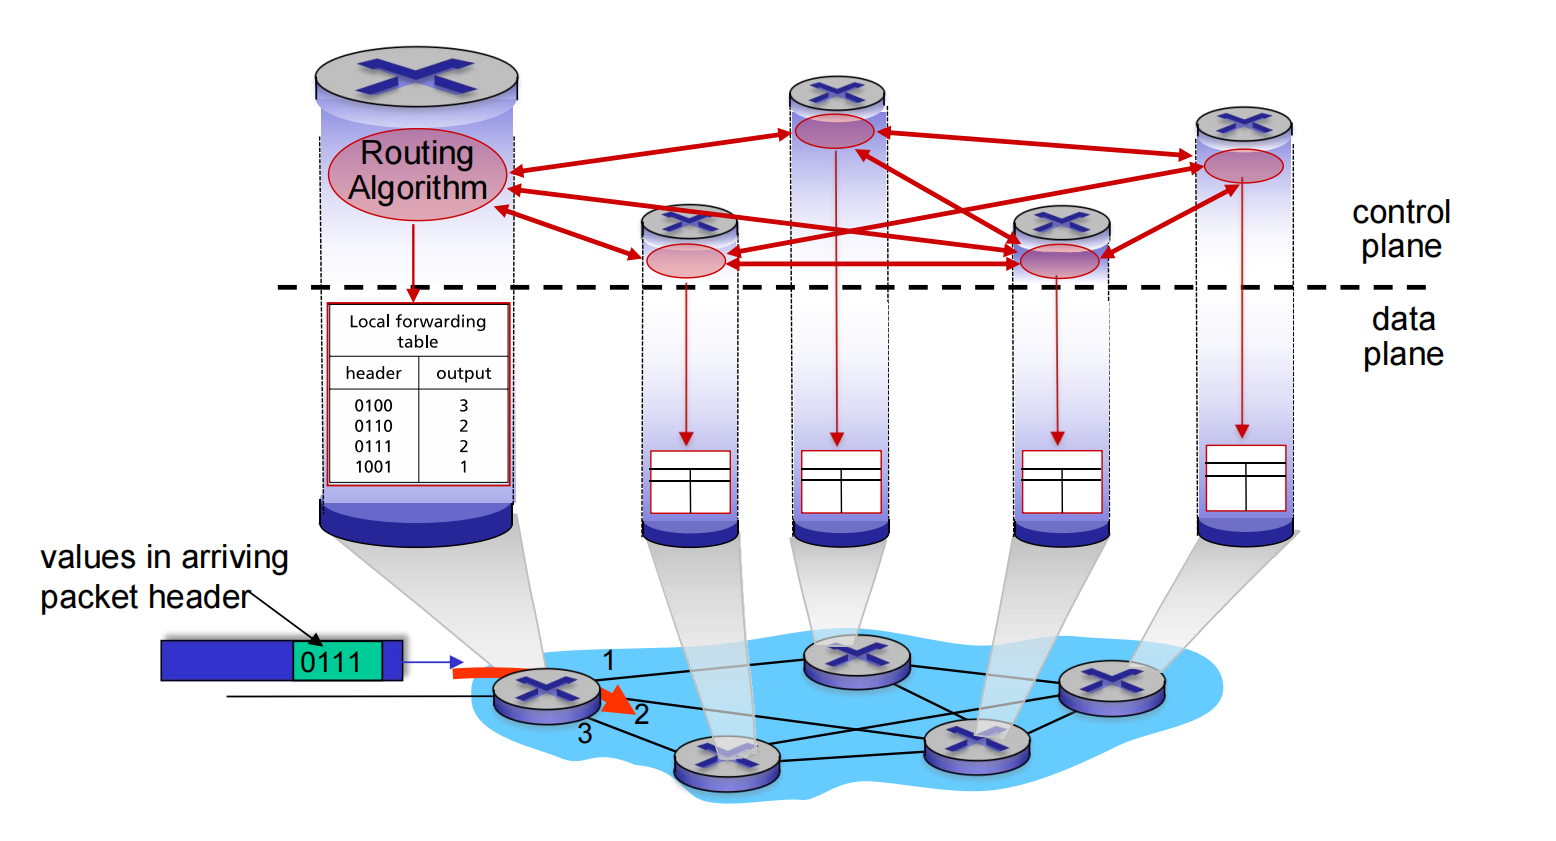 Routing
Algorithm
control
plane
data
plane
Local forwarding
table
header output
0100 3
0110 2
0111 2
1001 1
values in arriving
packet header
0111
1
2
3